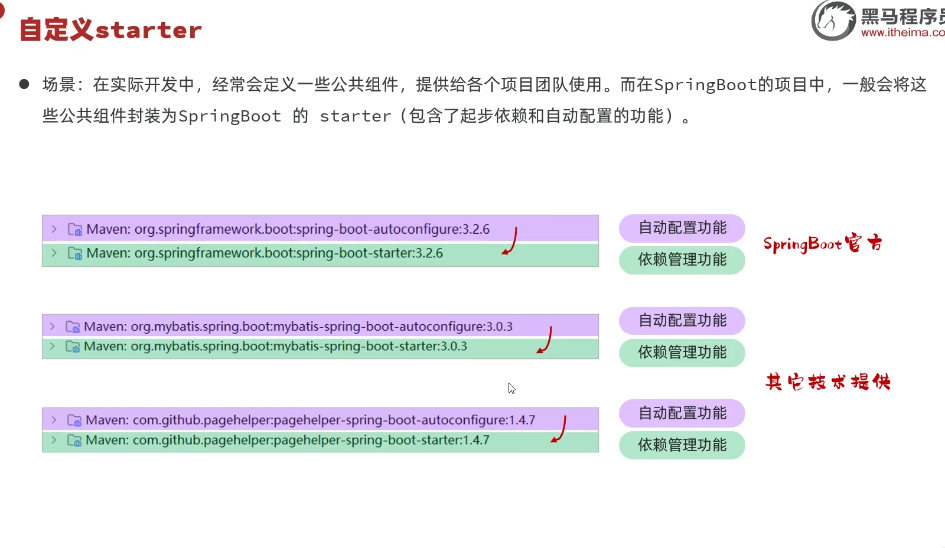 自定义starter
黑马程序员
www.itheima.co
● 场景：在实际开发中，经常会定义一些公共组件，提供给各个项目团队使用。而在SpringBoot的项目中，一般会将这
些公共组件封装为SpringBoot 的 starter（包含了起步依赖和自动配置的功能）。
Maven: org.springframework.boot:spring-boot-autoconfigure:3.2.6
自动配置功能
Maven: org.springframework.boot:spring-boot-starter:3.2.6
依赖管理功能
SpringBoot官方
Maven: org.mybatis.spring.boot:mybatis-spring-boot-autoconfigure:3.0.3
自动配置功能
Maven: org.mybatis.spring.boot:mybatis-spring-boot-starter:3.0.3
依赖管理功能
其它技术提供
Maven: com.github.pagehelper:pagehelper-spring-boot-autoconfigure:1.4.7
自动配置功能
Maven: com.github.pagehelper:pagehelper-spring-boot-starter:1.4.7
依赖管理功能